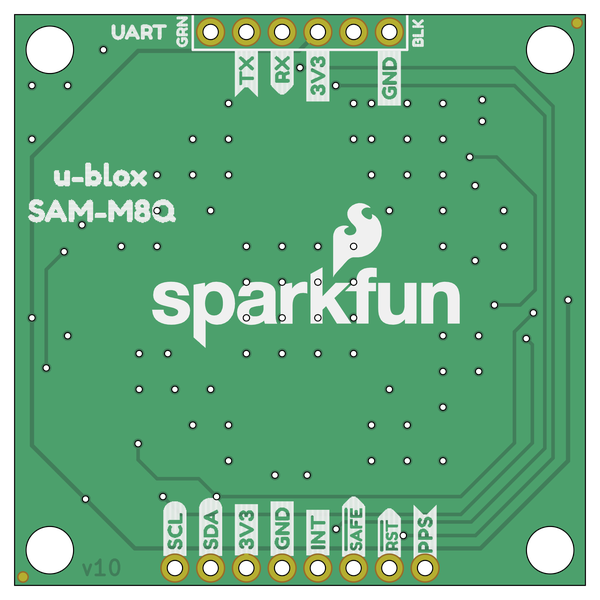 UART GRN BLK
TX RX 3V3 GND
u-blox
SAM-M8Q
sparkfun
SCL SDA 3V3 GND INT SAFE RST PPS
v10